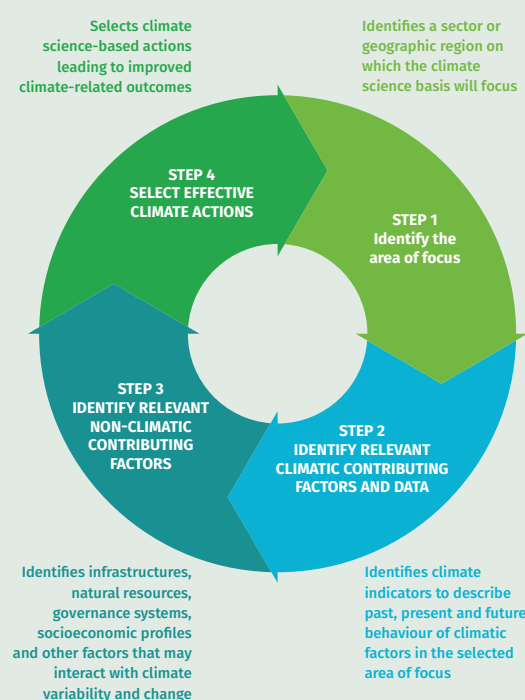 Selects climate
science-based actions
leading to improved
climate-related outcomes
Identifies a sector or
geographic region on
which the climate
science basis will focus
STEP 4
SELECT EFFECTIVE
CLIMATE ACTIONS
STEP 1
Identify the
area of focus
STEP 3
IDENTIFY RELEVANT
NON-CLIMATIC
CONTRIBUTING
FACTORS
STEP 2
IDENTIFY RELEVANT
CLIMATIC CONTRIBUTING
FACTORS AND DATA
Identifies infrastructures,
natural resources,
governance systems,
socioeconomic profiles
and other factors that may
interact with climate
variability and change
Identifies climate
indicators to describe
past, present and future
behaviour of climatic
factors in the selected
area of focus